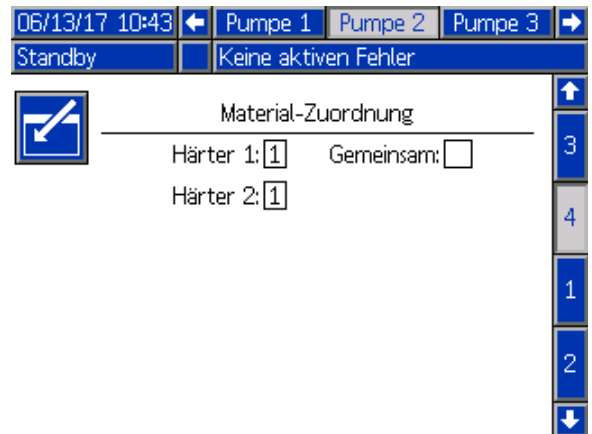 06/13/17 10:43 Pumpe 1 Pumpe 2 Pumpe 3
Standby Keine aktiven Fehler
Material-Zuordnung
3
Härter 1: 1 Gemeinsam:
Härter 2: 1
4
1
2